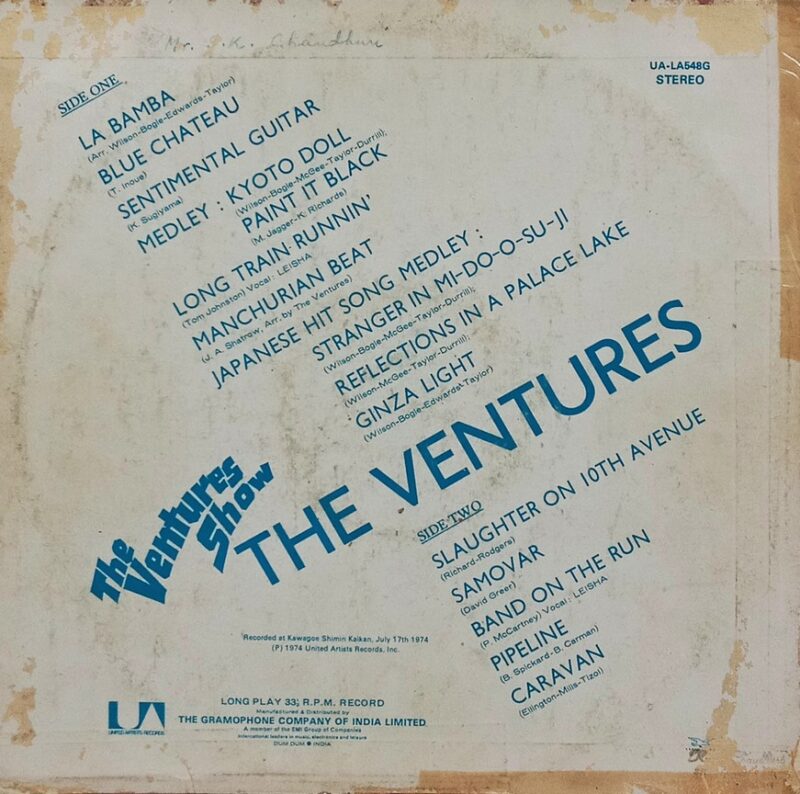 Mr. K. Chaudhuri
UA-LA548G
STEREO
SIDE ONE
LA BAMBA
(Arr. Wilson-Bogle-Edwards-Taylor)
BLUE CHATEAU
(T. Inoue)
SENTIMENTAL GUITAR
(K. Sugiyama)
MEDLEY : KYOTO DOLL
(Wilson-Bogle-McGee-Taylor-Durrill);
PAINT IT BLACK
(M. Jagger-K. Richards)
LONG TRAIN-RUNNIN'
(Tom Johnston) Vocal : LEISHA
MANCHURIAN BEAT
(J. A. Shatrow, Arr. by The Ventures)
JAPANESE HIT SONG MEDLEY :
STRANGER IN MI-DO-O-SU-JI
(Wilson-Bogle-McGee-Taylor-Durrill);
REFLECTIONS IN A PALACE LAKE
(Wilson-McGee-Taylor-Durrill);
GINZA LIGHT
(Wilson-Bogle-Edwards-Taylor)
The
Ventures
Show
THE VENTURES
SIDE TWO
SLAUGHTER ON 10TH AVENUE
(Richard-Rodgers)
SAMOVAR
(David Greer)
BAND ON THE RUN
(P. McCartney) Vocal : LEISHA
PIPELINE
(B. Spickard-B. Carman)
CARAVAN
(Ellington-Mills-Tizol)
Recorded at Kawagoe Shimin Kaikan, July 17th 1974
(P) 1974 United Artists Records, Inc.
UA
UNITED ARTISTS RECORDS
LONG PLAY 33⅓ R.P.M. RECORD
Manufactured & Distributed by
THE GRAMOPHONE COMPANY OF INDIA LIMITED
A member of the EMI Group of Companies
International leaders in music, electronics and leisure
DUM DUM ● INDIA